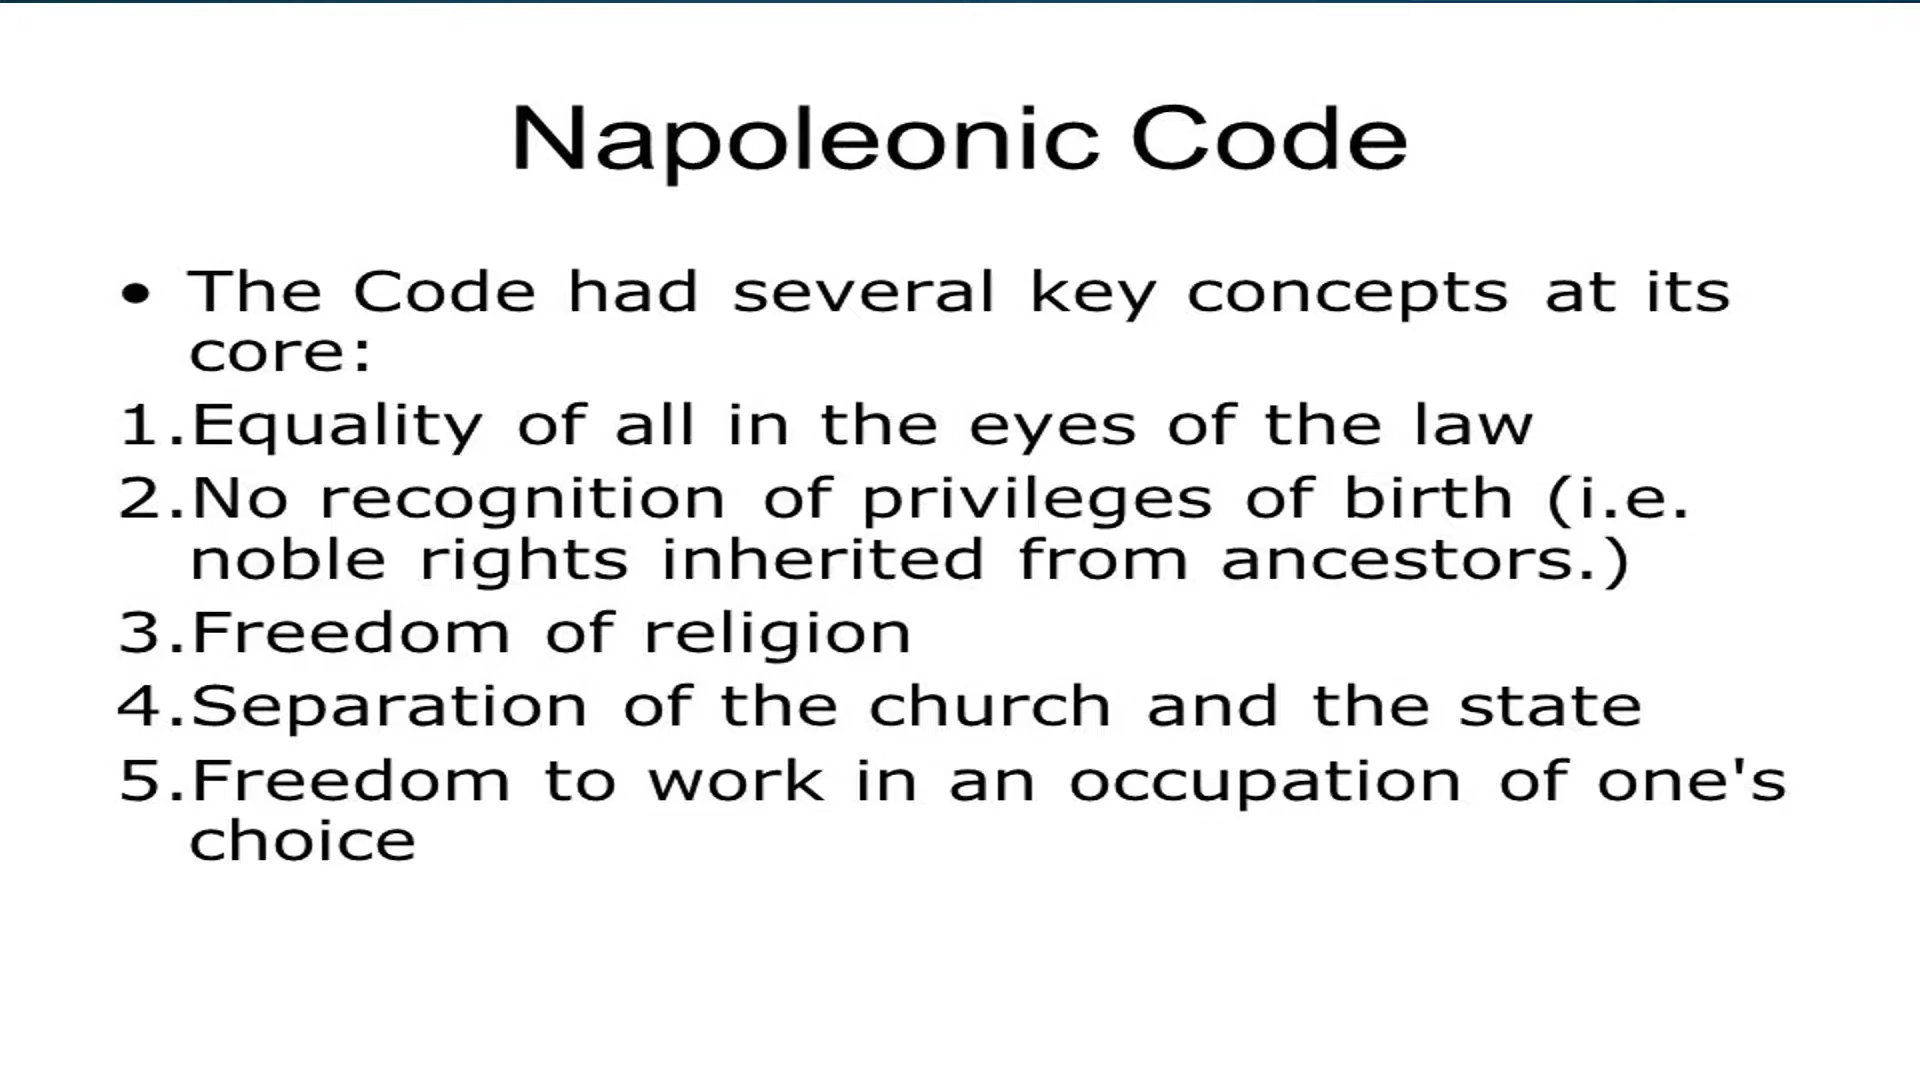 Napoleonic Code
• The Code had several key concepts at its
core:
1.Equality of all in the eyes of the law
2.No recognition of privileges of birth (i.e.
noble rights inherited from ancestors.)
3.Freedom of religion
4.Separation of the church and the state
5.Freedom to work in an occupation of one's
choice